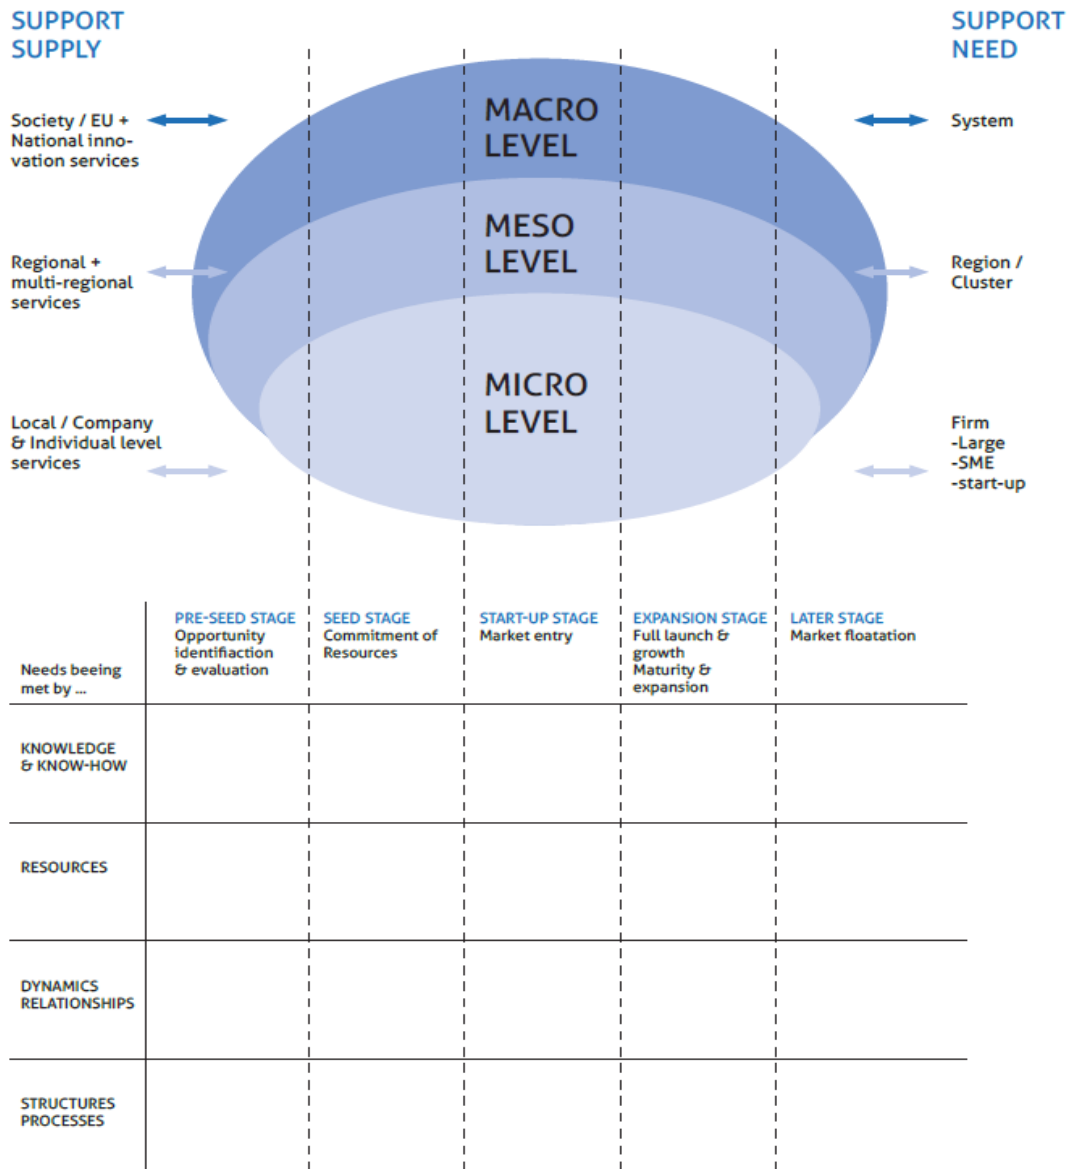 SUPPORT
SUPPLY
SUPPORT
NEED
MACRO
LEVEL
Society / EU +
National inno-
vation services
System
MESO
LEVEL
Regional +
multi-regional
services
Region /
Cluster
MICRO
LEVEL
Local / Company
& Individual level
services
Firm
-Large
-SME
-start-up
Needs beeing
met by ...
PRE-SEED STAGE
Opportunity
identifiaction
& evaluation
SEED STAGE
Commitment of
Resources
START-UP STAGE
Market entry
EXPANSION STAGE
Full launch &
growth
Maturity &
expansion
LATER STAGE
Market floatation
KNOWLEDGE
& KNOW-HOW
RESOURCES
DYNAMICS
RELATIONSHIPS
STRUCTURES
PROCESSES